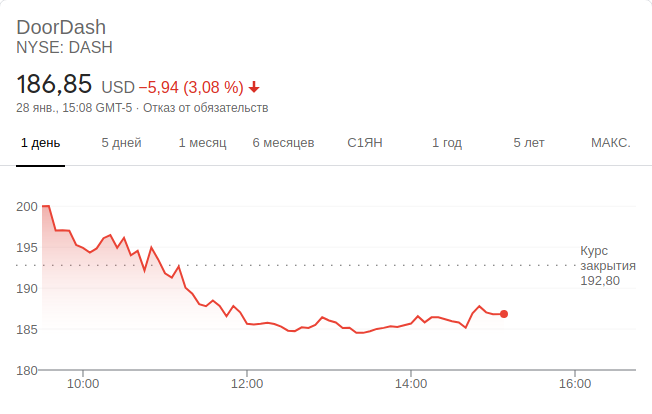 DoorDash
NYSE: DASH
186,85 USD −5,94 (3,08 %)
28 янв., 15:08 GMT-5 · Отказ от обязательств
1 день 5 дней 1 месяц 6 месяцев С1ЯН 1 год 5 лет МАКС.
200
195
190
185
180
Курс
закрытия
192,80
10:00 12:00 14:00 16:00